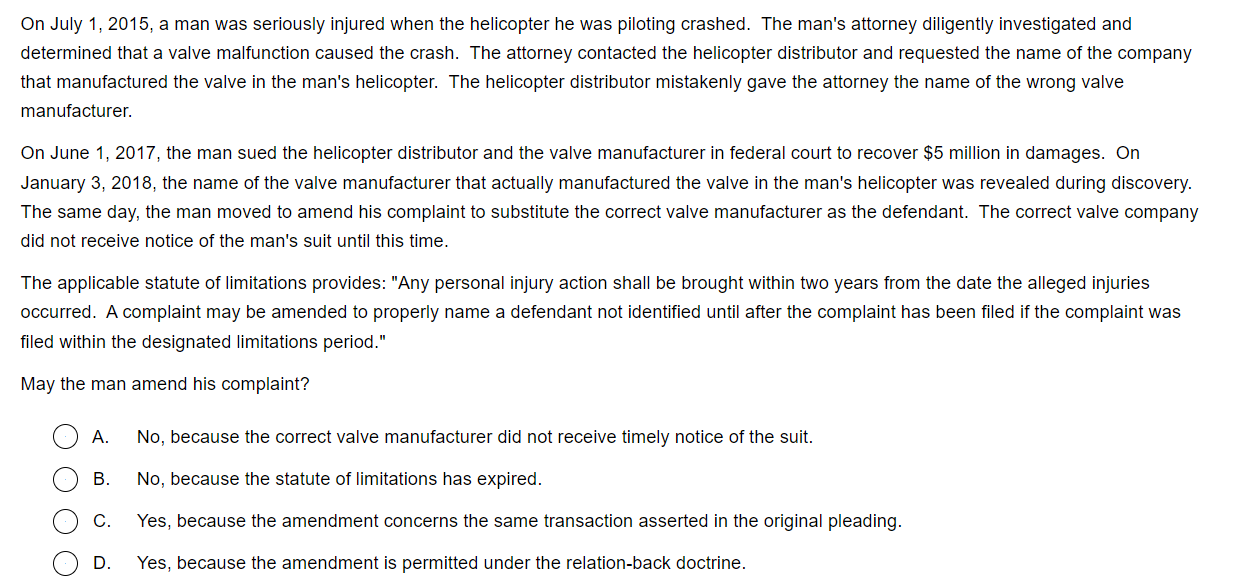 On July 1, 2015, a man was seriously injured when the helicopter he was piloting crashed.  The man's attorney diligently investigated and
determined that a valve malfunction caused the crash.  The attorney contacted the helicopter distributor and requested the name of the company
that manufactured the valve in the man's helicopter.  The helicopter distributor mistakenly gave the attorney the name of the wrong valve
manufacturer.
On June 1, 2017, the man sued the helicopter distributor and the valve manufacturer in federal court to recover $5 million in damages.  On
January 3, 2018, the name of the valve manufacturer that actually manufactured the valve in the man's helicopter was revealed during discovery.
The same day, the man moved to amend his complaint to substitute the correct valve manufacturer as the defendant.  The correct valve company
did not receive notice of the man's suit until this time.
The applicable statute of limitations provides: "Any personal injury action shall be brought within two years from the date the alleged injuries
occurred.  A complaint may be amended to properly name a defendant not identified until after the complaint has been filed if the complaint was
filed within the designated limitations period."
May the man amend his complaint?
A. No, because the correct valve manufacturer did not receive timely notice of the suit.
B. No, because the statute of limitations has expired.
C. Yes, because the amendment concerns the same transaction asserted in the original pleading.
D. Yes, because the amendment is permitted under the relation-back doctrine.